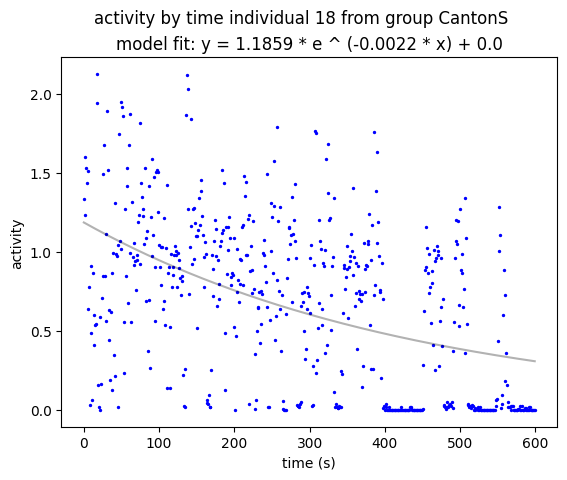 activity by time individual 18 from group CantonS
model fit: y = 1.1859 * e ^ (-0.0022 * x) + 0.0
2.0
1.5
1.0
0.5
0.0
activity
0 100 200 300 400 500 600
time (s)